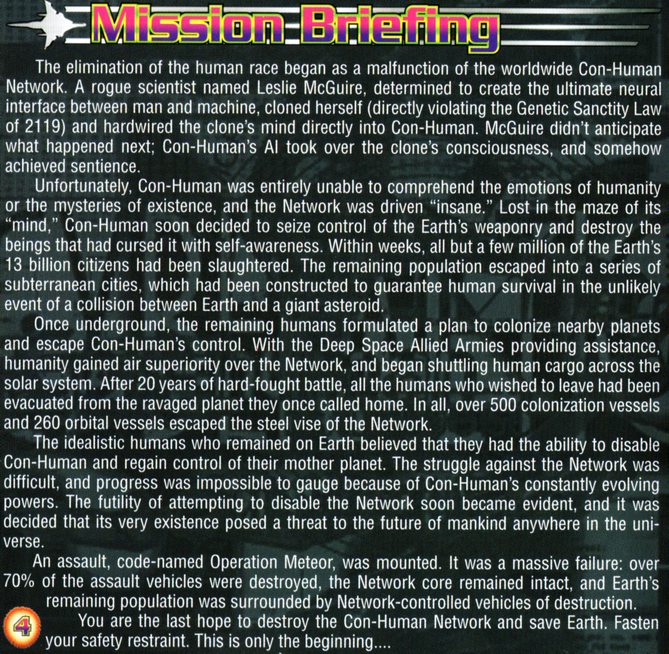 Mission Briefing
The elimination of the human race began as a malfunction of the worldwide Con-Human
Network. A rogue scientist named Leslie McGuire, determined to create the ultimate neural
interface between man and machine, cloned herself (directly violating the Genetic Sanctity Law
of 2119) and hardwired the clone's mind directly into Con-Human. McGuire didn't anticipate
what happened next; Con-Human's AI took over the clone's consciousness, and somehow
achieved sentience.
Unfortunately, Con-Human was entirely unable to comprehend the emotions of humanity
or the mysteries of existence, and the Network was driven “insane.” Lost in the maze of its
“mind,” Con-Human soon decided to seize control of the Earth's weaponry and destroy the
beings that had cursed it with self-awareness. Within weeks, all but a few million of the Earth's
13 billion citizens had been slaughtered. The remaining population escaped into a series of
subterranean cities, which had been constructed to guarantee human survival in the unlikely
event of a collision between Earth and a giant asteroid.
Once underground, the remaining humans formulated a plan to colonize nearby planets
and escape Con-Human's control. With the Deep Space Allied Armies providing assistance,
humanity gained air superiority over the Network, and began shuttling human cargo across the
solar system. After 20 years of hard-fought battle, all the humans who wished to leave had been
evacuated from the ravaged planet they once called home. In all, over 500 colonization vessels
and 260 orbital vessels escaped the steel vise of the Network.
The idealistic humans who remained on Earth believed that they had the ability to disable
Con-Human and regain control of their mother planet. The struggle against the Network was
difficult, and progress was impossible to gauge because of Con-Human's constantly evolving
powers. The futility of attempting to disable the Network soon became evident, and it was
decided that its very existence posed a threat to the future of mankind anywhere in the uni-
verse.
An assault, code-named Operation Meteor, was mounted. It was a massive failure: over
70% of the assault vehicles were destroyed, the Network core remained intact, and Earth's
remaining population was surrounded by Network-controlled vehicles of destruction.
You are the last hope to destroy the Con-Human Network and save Earth. Fasten
your safety restraint. This is only the beginning....
4